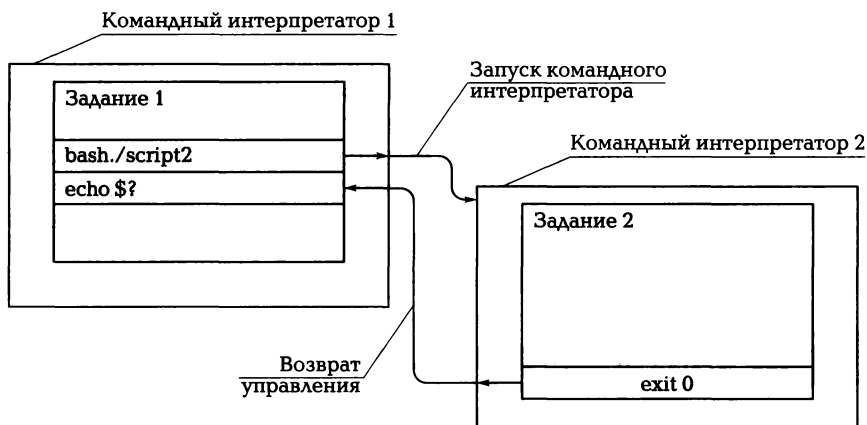 Командный интерпретатор 1
Задание 1
bash./script2
echo $?
Запуск командного
интерпретатора
Командный интерпретатор 2
Задание 2
exit 0
Возврат
управления